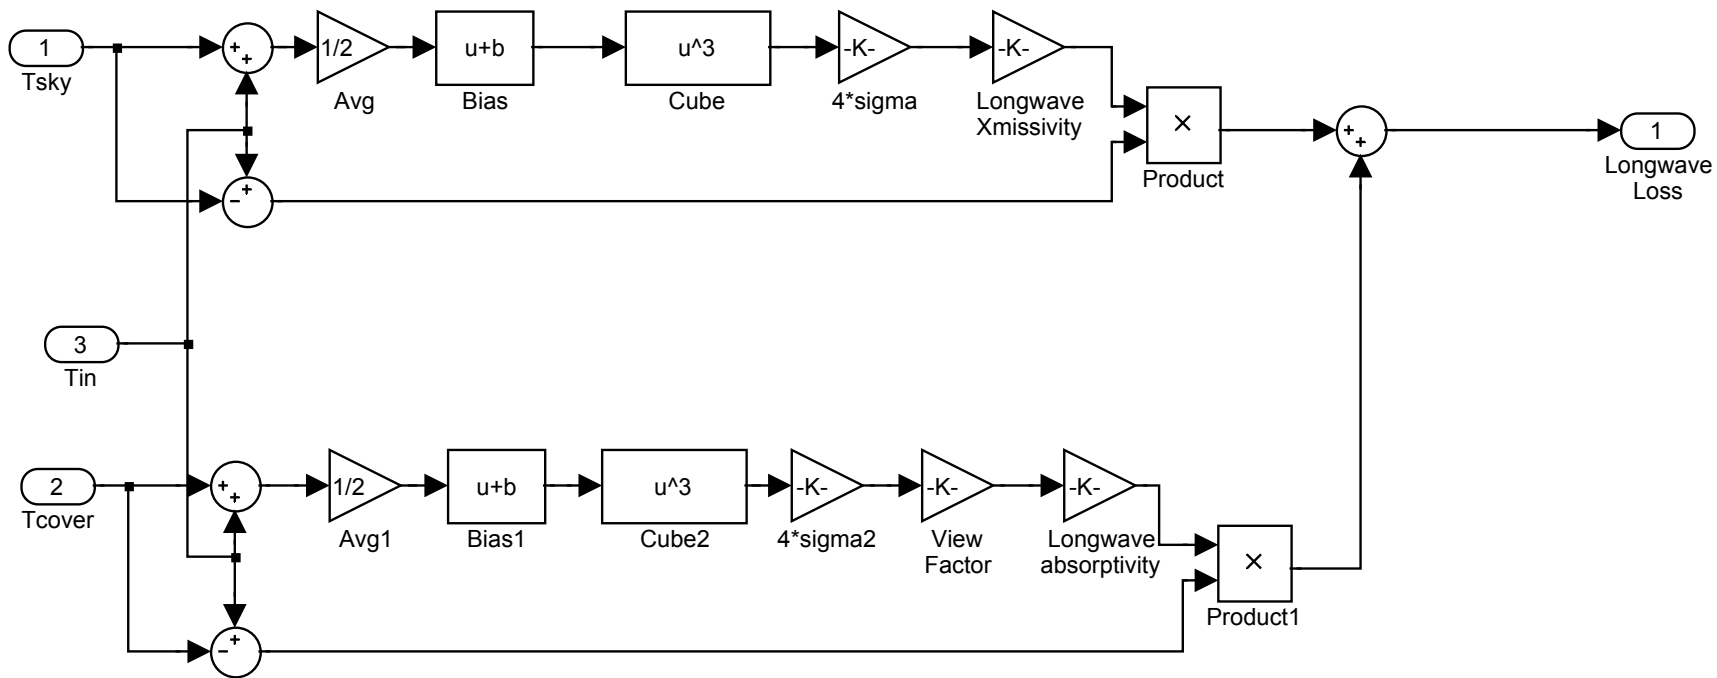 1
Tsky
+
+
1/2
Avg
u+b
Bias
u^3
Cube
-K-
4*sigma
-K-
Longwave
Xmissivity
+
−
×
Product
+
+
1
Longwave
Loss
3
Tin
2
Tcover
+
+
1/2
Avg1
u+b
Bias1
u^3
Cube2
-K-
4*sigma2
-K-
View
Factor
-K-
Longwave
absorptivity
+
−
×
Product1